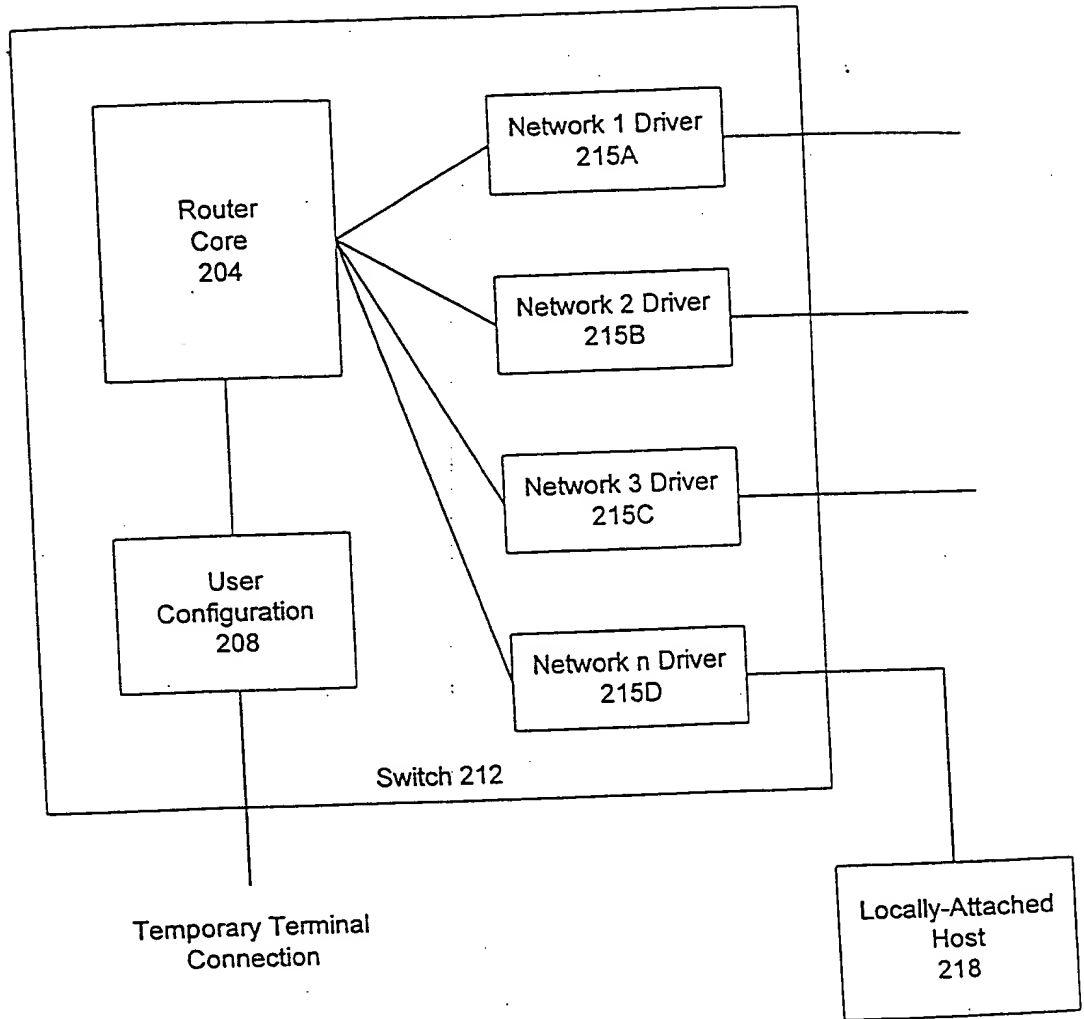 Router
Core
204
Network 1 Driver
215A
Network 2 Driver
215B
Network 3 Driver
215C
User
Configuration
208
Network n Driver
215D
Switch 212
Temporary Terminal
Connection
Locally-Attached
Host
218